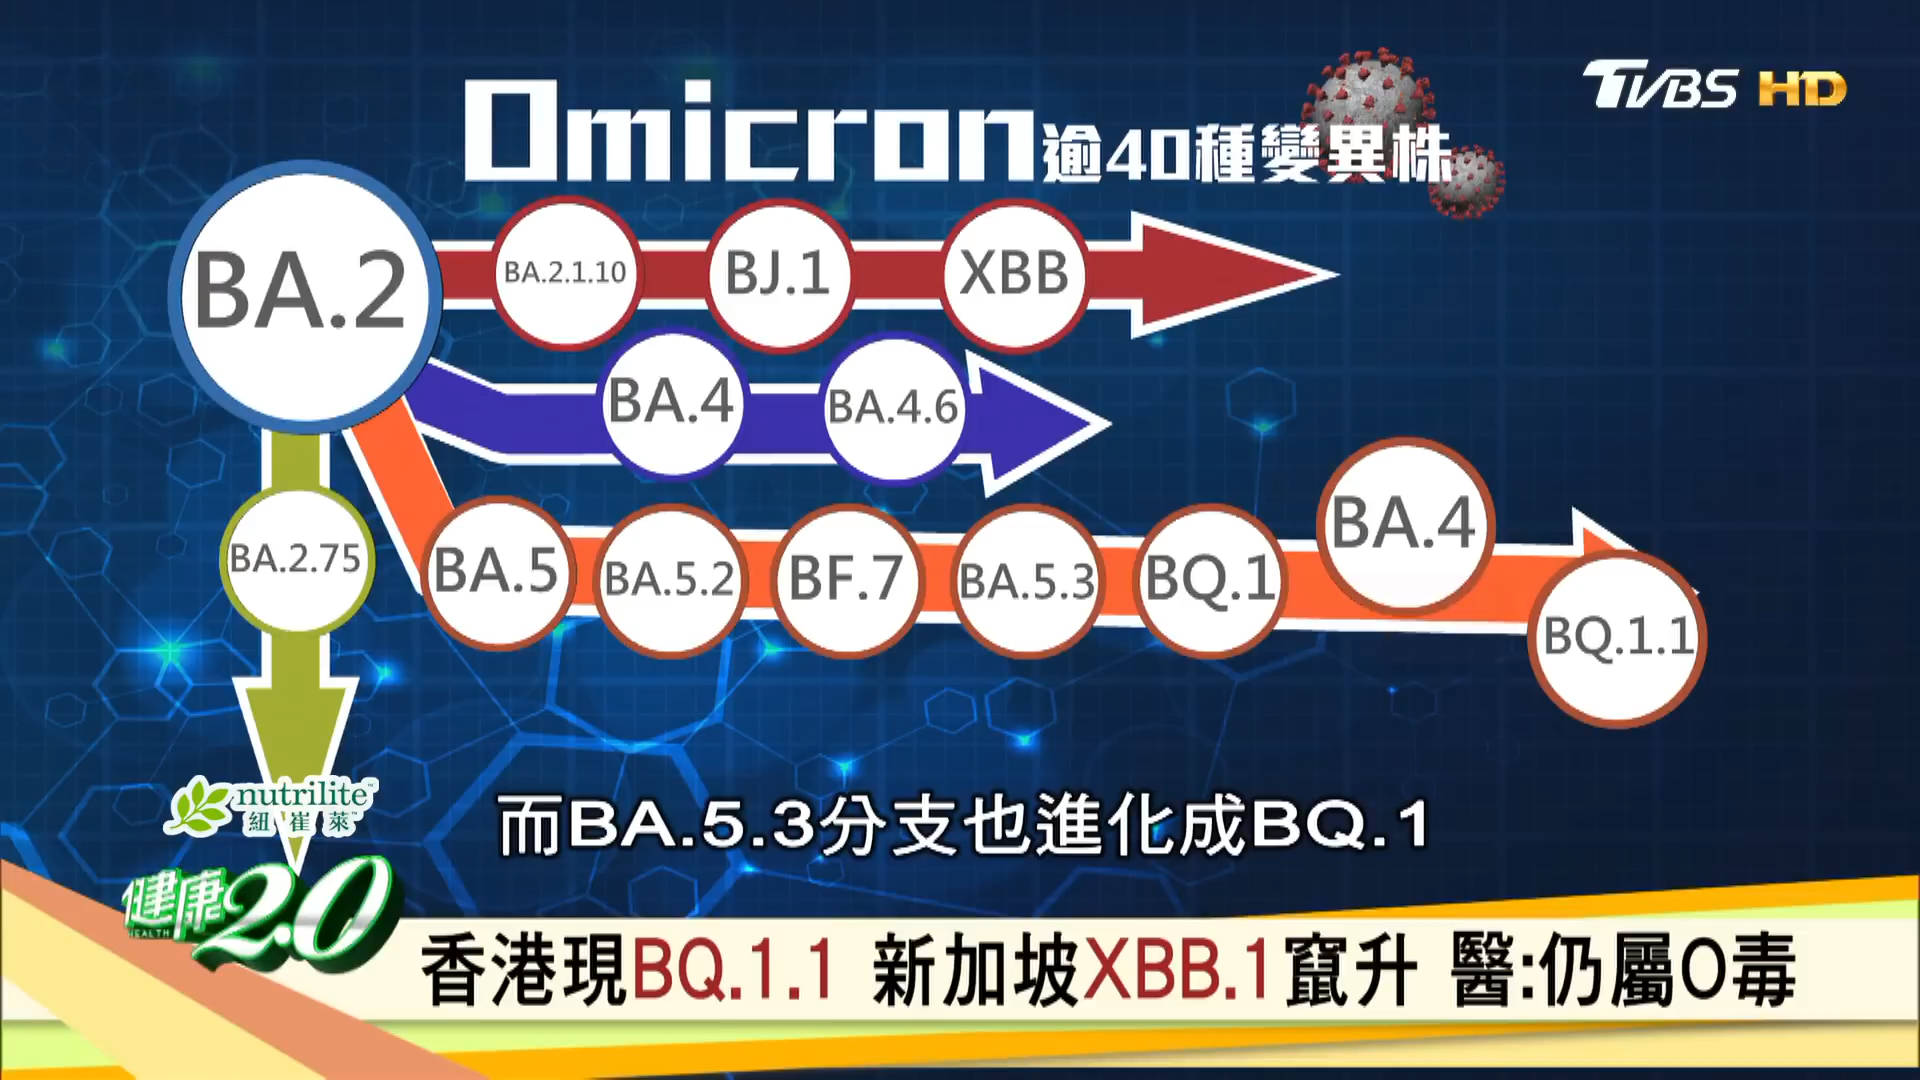 TVBS HD
Omicron逾40種變異株
BA.2
BA.2.1.10
BJ.1
XBB
BA.4
BA.4.6
BA.2.75
BA.5
BA.5.2
BF.7
BA.5.3
BQ.1
BA.4
BQ.1.1
nutrilite™
紐崔萊
而BA.5.3分支也進化成BQ.1
健康2.0
HEALTH
香港現BQ.1.1 新加坡XBB.1竄升 醫:仍屬O毒